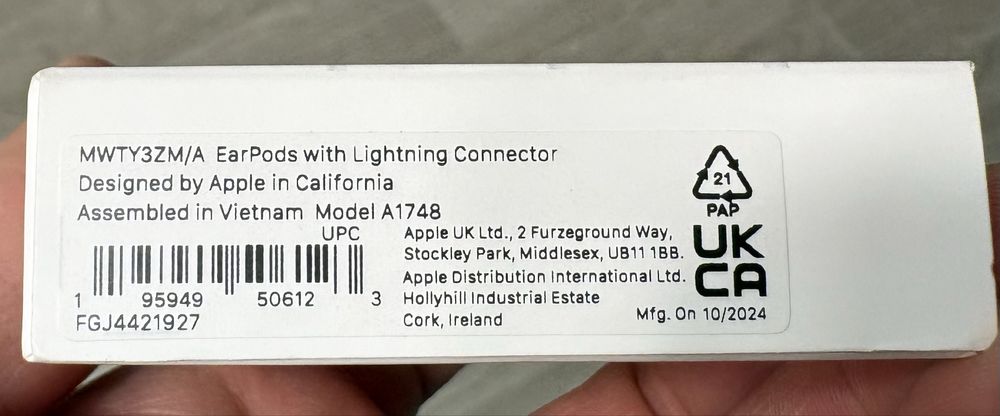 MWTY3ZM/A EarPods with Lightning Connector
Designed by Apple in California
Assembled in Vietnam Model A1748
UPC
1 95949 50612 3
FGJ4421927
Apple UK Ltd., 2 Furzeground Way,
Stockley Park, Middlesex, UB11 1BB.
Apple Distribution International Ltd.
Hollyhill Industrial Estate
Cork, Ireland
21
PAP
UK
CA
Mfg. On 10/2024